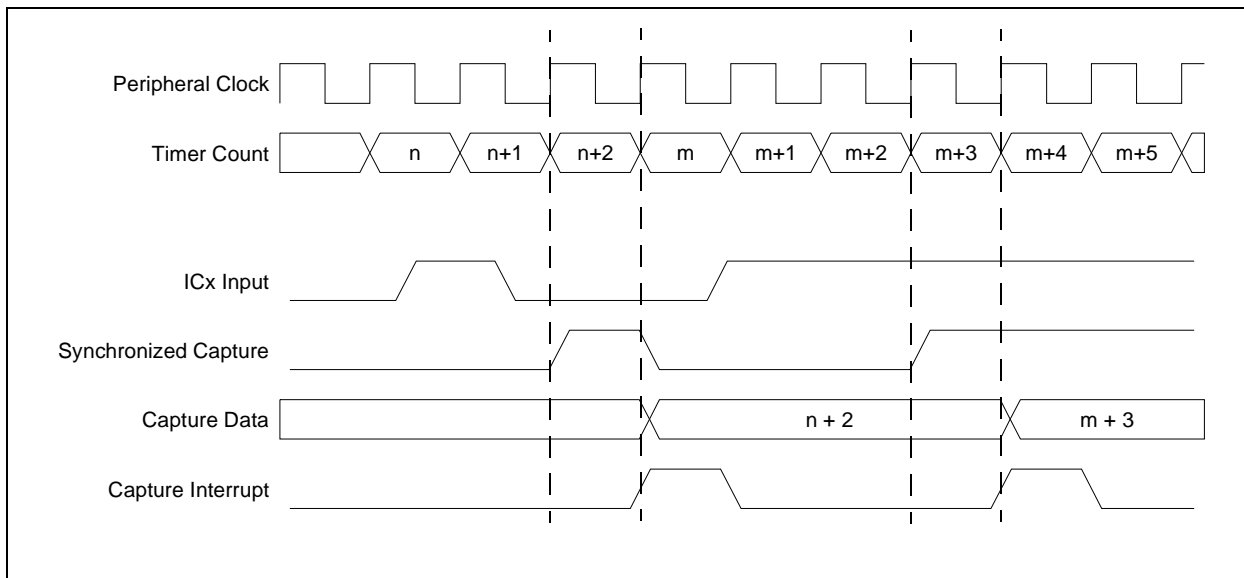 Peripheral Clock
Timer Count
n
n+1
n+2
m
m+1
m+2
m+3
m+4
m+5
ICx Input
Synchronized Capture
Capture Data
n + 2
m + 3
Capture Interrupt